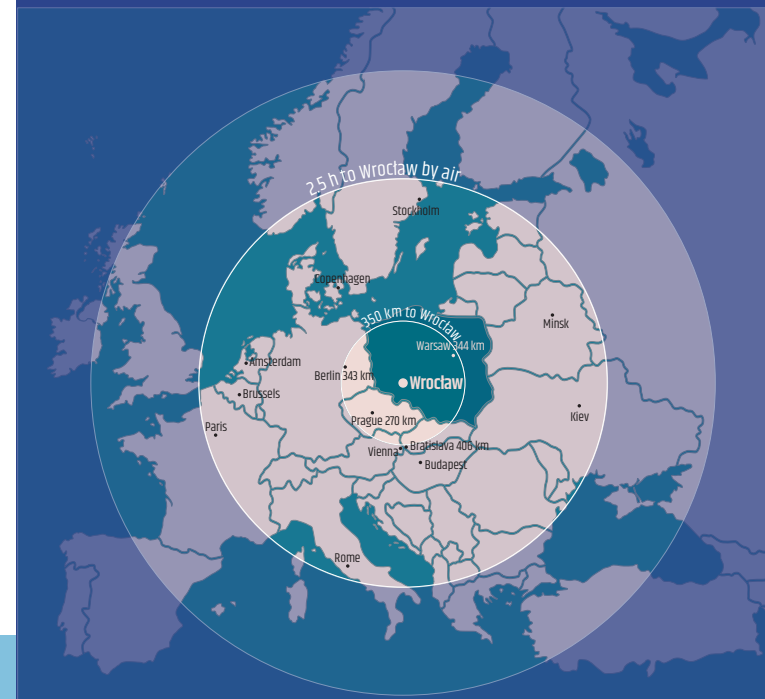 2.5 h to Wrocław by air
Stockholm
Copenhagen
350 km to Wrocław
Minsk
Warsaw 344 km
Amsterdam
Berlin 343 km
Wrocław
Brussels
Prague 270 km
Kiev
Paris
Bratislava 406 km
Vienna
Budapest
Rome